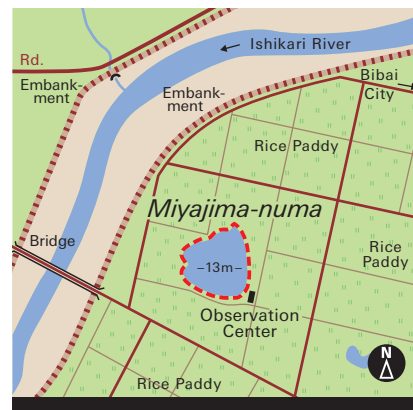 Ishikari River
Rd.
Embank-
ment
Embank-
ment
Bibai
City
Rice Paddy
Miyajima-numa
Bridge
Rice
Paddy
–13m–
Observation
Center
N
Rice Paddy